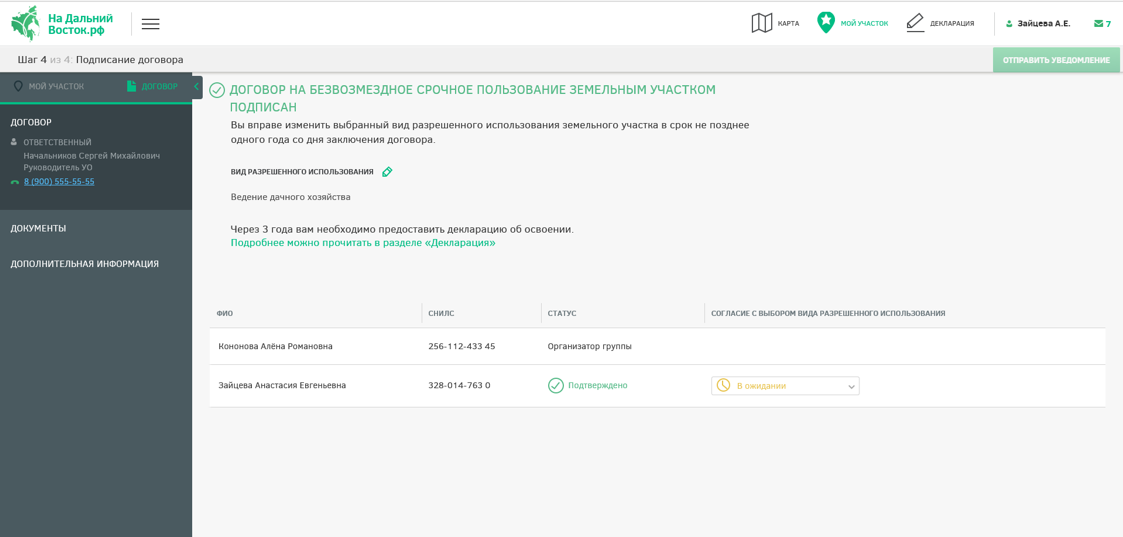 На Дальний
Восток.рф
КАРТА
МОЙ УЧАСТОК
ДЕКЛАРАЦИЯ
Зайцева А.Е.
7
Шаг 4 из 4: Подписание договора
ОТПРАВИТЬ УВЕДОМЛЕНИЕ
МОЙ УЧАСТОК
ДОГОВОР
ДОГОВОР
ОТВЕТСТВЕННЫЙ
Начальников Сергей Михайлович
Руководитель УО
8 (900) 555-55-55
ДОКУМЕНТЫ
ДОПОЛНИТЕЛЬНАЯ ИНФОРМАЦИЯ
ДОГОВОР НА БЕЗВОЗМЕЗДНОЕ СРОЧНОЕ ПОЛЬЗОВАНИЕ ЗЕМЕЛЬНЫМ УЧАСТКОМ
ПОДПИСАН
Вы вправе изменить выбранный вид разрешенного использования земельного участка в срок не позднее
одного года со дня заключения договора.
ВИД РАЗРЕШЕННОГО ИСПОЛЬЗОВАНИЯ
Ведение дачного хозяйства
Через 3 года вам необходимо предоставить декларацию об освоении.
Подробнее можно прочитать в разделе «Декларация»
ФИО
СНИЛС
СТАТУС
СОГЛАСИЕ С ВЫБОРОМ ВИДА РАЗРЕШЕННОГО ИСПОЛЬЗОВАНИЯ
Кононова Алёна Романовна
256-112-433 45
Организатор группы
Зайцева Анастасия Евгеньевна
328-014-763 0
Подтверждено
В ожидании